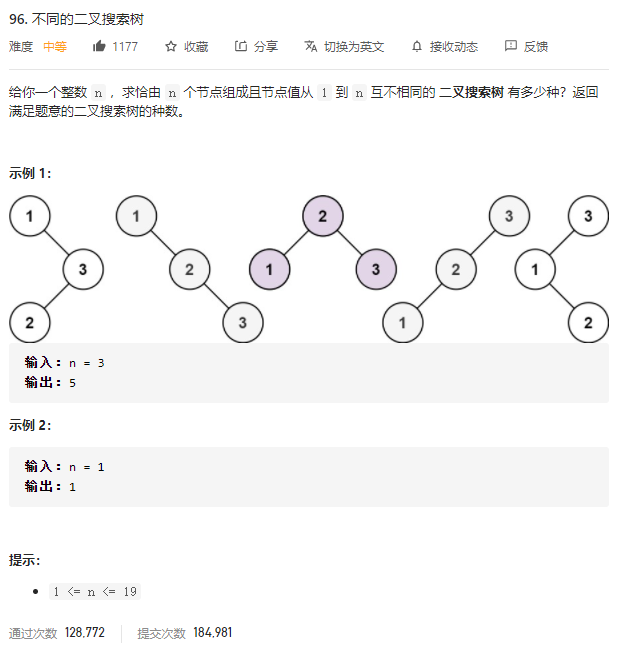 96. 不同的二叉搜索树
难度 中等 1177 收藏 分享 切换为英文 接收动态 反馈
给你一个整数 n ，求恰由 n 个节点组成且节点值从 1 到 n 互不相同的 二叉搜索树 有多少种？返回
满足题意的二叉搜索树的种数。
示例 1：
1 1 2 3 3
3 2 1 3 2 1
2 3 1 2
输入：n = 3
输出：5
示例 2：
输入：n = 1
输出：1
提示：
1 <= n <= 19
通过次数 128,772 提交次数 184,981